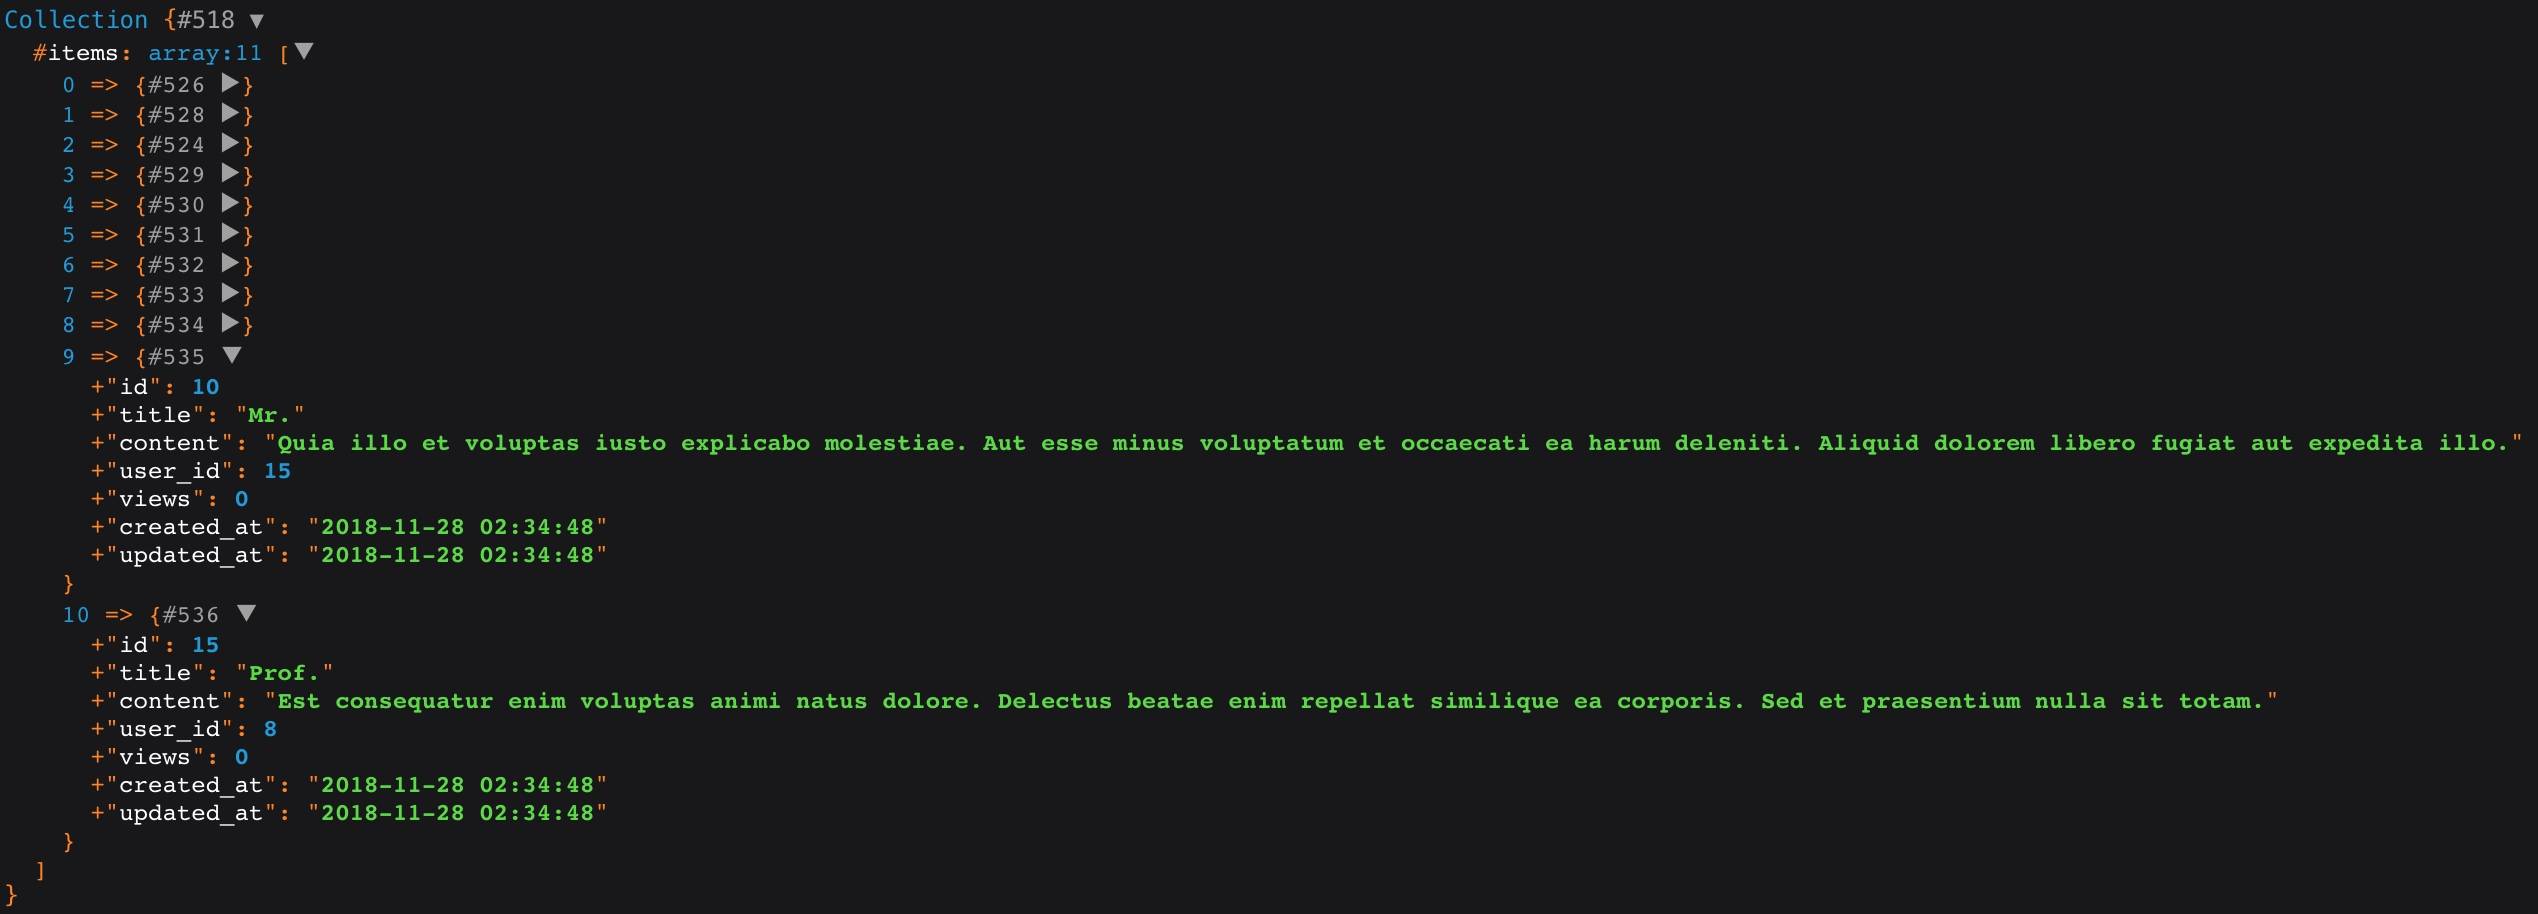 Collection {#518 ▼
  #items: array:11 [▼
    0 => {#526 ▶}
    1 => {#528 ▶}
    2 => {#524 ▶}
    3 => {#529 ▶}
    4 => {#530 ▶}
    5 => {#531 ▶}
    6 => {#532 ▶}
    7 => {#533 ▶}
    8 => {#534 ▶}
    9 => {#535 ▼
      +"id": 10
      +"title": "Mr."
      +"content": "Quia illo et voluptas iusto explicabo molestiae. Aut esse minus voluptatum et occaecati ea harum deleniti. Aliquid dolorem libero fugiat aut expedita illo."
      +"user_id": 15
      +"views": 0
      +"created_at": "2018-11-28 02:34:48"
      +"updated_at": "2018-11-28 02:34:48"
    }
    10 => {#536 ▼
      +"id": 15
      +"title": "Prof."
      +"content": "Est consequatur enim voluptas animi natus dolore. Delectus beatae enim repellat similique ea corporis. Sed et praesentium nulla sit totam."
      +"user_id": 8
      +"views": 0
      +"created_at": "2018-11-28 02:34:48"
      +"updated_at": "2018-11-28 02:34:48"
    }
  ]
}